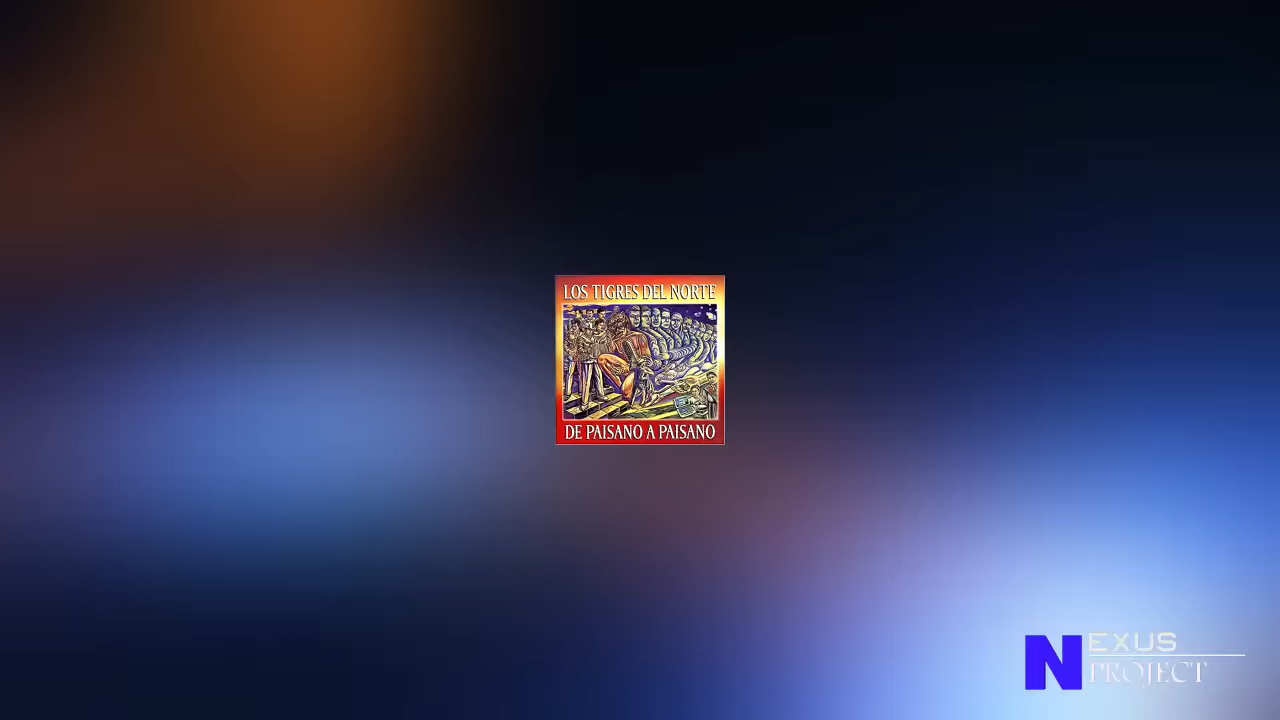 LOS TIGRES DEL NORTE
DE PAISANO A PAISANO
NEXUS
PROJECT